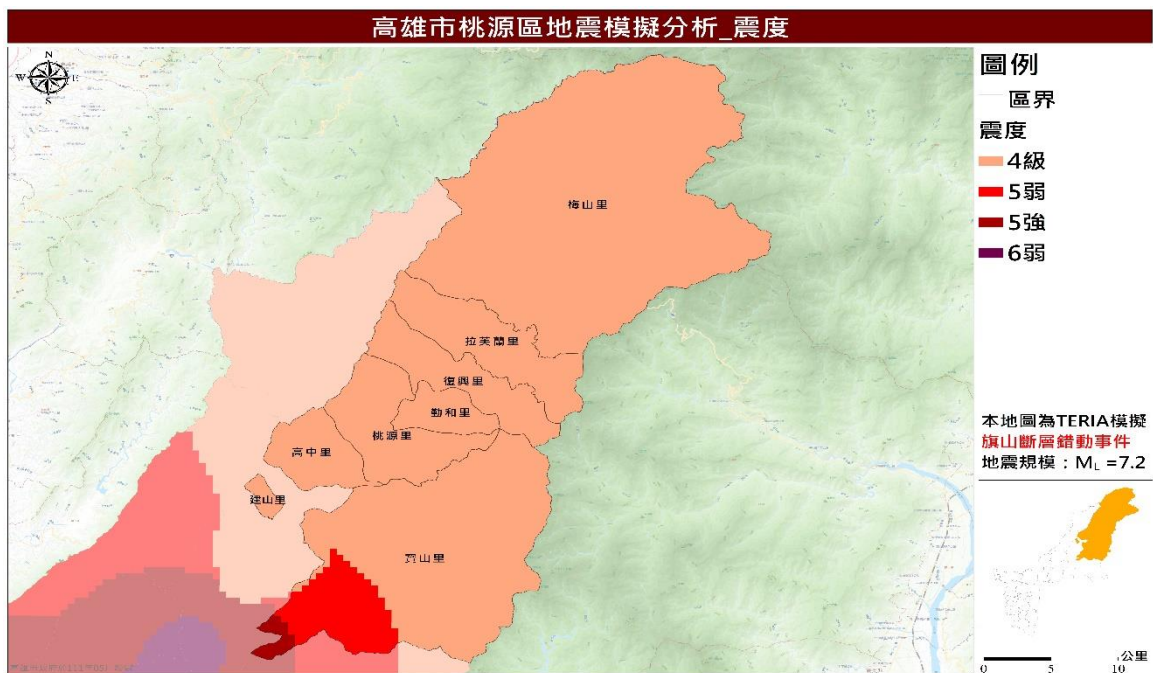 高雄市桃源區地震模擬分析_震度
N
W
E
S
圖例
區界
震度
4級
5弱
5強
6弱
梅山里
拉芙蘭里
復興里
勤和里
桃源里
高中里
建山里
寶山里
本地圖為TERIA模擬
旗山斷層錯動事件
地震規模：ML =7.2
公里
0 5 10